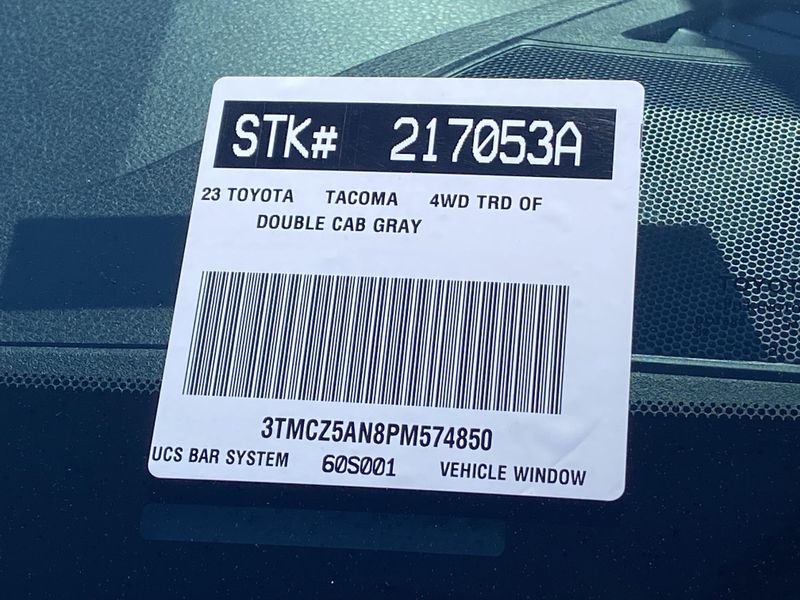 STK# 217053A
23 TOYOTA TACOMA 4WD TRD OF
DOUBLE CAB GRAY
3TMCZ5AN8PM574850
UCS BAR SYSTEM 60S001 VEHICLE WINDOW